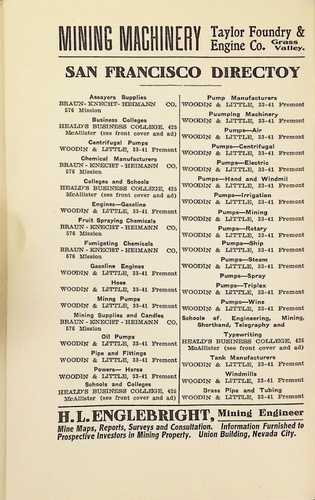 MINING MACHINERY
Taylor Foundry &
Engine Co. Grass
Valley.
SAN FRANCISCO DIRECTOY
Assayers Supplies
BRAUN-KNECHT-HEIMANN CO,
576 Mission
Business Colleges
HEALD'S BUSINESS COLLEGE, 425
McAllister (see front cover and ad)
Centrifugal Pumps
WOODIN & LITTLE, 33-41 Fremont
Chemical Manufacturers
BRAUN-KNECHT-HEIMANN CO,
576 Mission
Colleges and Schools
HEALD'S BUSINESS COLLEGE, 425
McAllister (see front cover and ad)
Engines—Gasoline
WOODIN & LITTLE, 33-41 Fremont
Fruit Spraying Chemicals
BRAUN-KNECHT-HEIMANN CO,
576 Mission
Fumigating Chemicals
BRAUN-KNECHT-HEIMANN CO,
576 Mission
Gasoline Engines
WOODIN & LITTLE, 33-41 Fremont
Hose
WOODIN & LITTLE, 33-41 Fremont
Minng Pumps
WOODIN & LITTLE, 33-41 Fremont
Mining Supplies and Candles
BRAUN-KNECHT-HEIMANN CO,
576 Mission
Oil Pumps
WOODIN & LITTLE, 33-41 Fremont
Pipe and Fittings
WOODIN & LITTLE, 33-41 Fremont
Powers—Horse
WOODIN & LITTLE, 33-41 Fremont
Schools and Colleges
HEALD'S BUSINESS COLLEGE, 425
McAllister (see front cover and ad)
Pump Manufacturers
WOODIN & LITTLE, 33-41 Fremont
Puumping Machinery
WOODIN & LITTLE, 33-41 Fremont
Pumps—Air
WOODIN & LITTLE, 33-41 Fremont
Pumps—Centrifugal
WOODIN & LITTLE, 33-41 Fremont
Pumps—Electric
WOODIN & LITTLE, 33-41 Fremont
Pumps—Hand and Windmil
WOODIN & LITTLE, 33-41 Fremont
Pumps—Irrigation
WOODIN & LITTLE, 33-41 Fremont
Pumps—Mining
WOODIN & LITTLE, 33-41 Fremont
Pumps—Rotary
WOODIN & LITTLE, 33-41 Fremont
Pumps—Ship
WOODIN & LITTLE, 33-41 Fremont
Pumps—Steam
WOODIN & LITTLE, 33-41 Fremont
Pumps—Spray
WOODIN & LITTLE, 33-41 Fremont
Pumps—Triplex
WOODIN & LITTLE, 33-41 Fremont
Pumps—Wine
WOODIN & LITTLE, 33-41 Fremont
Schools of Engineering, Mining,
Shorthand, Telegraphy and
Typewriting
HEALD'S BUSINESS COLLEGE, 425
McAllister (see front cover and ad
Tank Manufacturers
WOODIN & LITTLE, 33-41 Fremont
Windmills
WOODIN & LITTLE, 33-41 Fremont
Brass Pipe and Tubing
WOODIN & LITTLE, 33-41 Fremont
H. L. ENGLEBRIGHT, Mining Engineer
Mine Maps, Reports, Surveys and Consultation. Information Furnished to
Prospective Investors in Mining Property. Union Building, Nevada City.